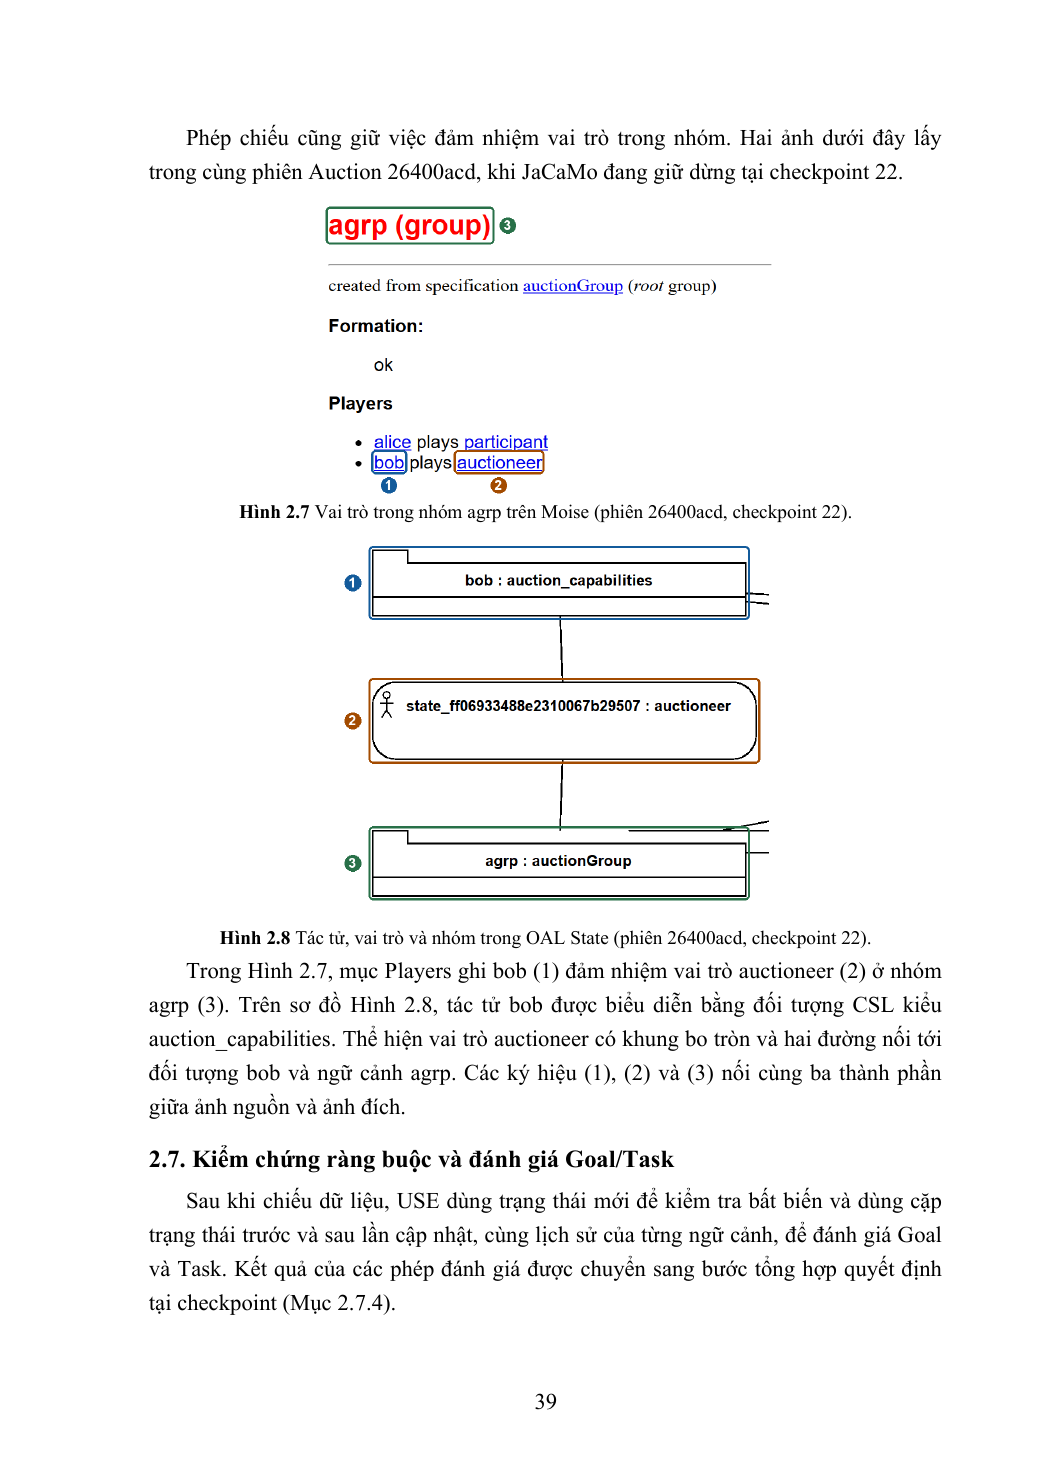 Phép chiếu cũng giữ việc đảm nhiệm vai trò trong nhóm. Hai ảnh dưới đây lấy
trong cùng phiên Auction 26400acd, khi JaCaMo đang giữ dừng tại checkpoint 22.
agrp (group) 3
created from specification auctionGroup (root group)
Formation:
ok
Players
• alice plays participant
• bob plays auctioneer
1 2
Hình 2.7 Vai trò trong nhóm agrp trên Moise (phiên 26400acd, checkpoint 22).
1 bob : auction_capabilities
2 state_ff06933488e2310067b29507 : auctioneer
3 agrp : auctionGroup
Hình 2.8 Tác tử, vai trò và nhóm trong OAL State (phiên 26400acd, checkpoint 22).
Trong Hình 2.7, mục Players ghi bob (1) đảm nhiệm vai trò auctioneer (2) ở nhóm
agrp (3). Trên sơ đồ Hình 2.8, tác tử bob được biểu diễn bằng đối tượng CSL kiểu
auction_capabilities. Thể hiện vai trò auctioneer có khung bo tròn và hai đường nối tới
đối tượng bob và ngữ cảnh agrp. Các ký hiệu (1), (2) và (3) nối cùng ba thành phần
giữa ảnh nguồn và ảnh đích.
2.7. Kiểm chứng ràng buộc và đánh giá Goal/Task
Sau khi chiếu dữ liệu, USE dùng trạng thái mới để kiểm tra bất biến và dùng cặp
trạng thái trước và sau lần cập nhật, cùng lịch sử của từng ngữ cảnh, để đánh giá Goal
và Task. Kết quả của các phép đánh giá được chuyển sang bước tổng hợp quyết định
tại checkpoint (Mục 2.7.4).
39